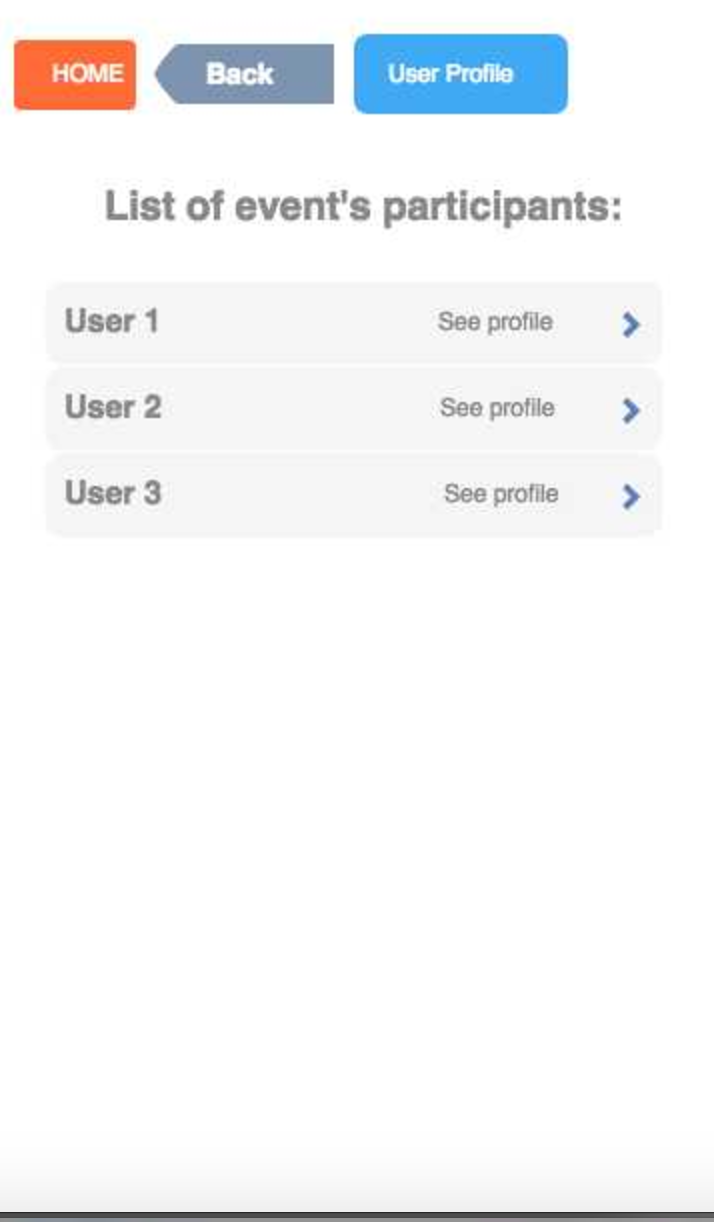 HOME Back User Profile
List of event's participants:
User 1 See profile
User 2 See profile
User 3 See profile